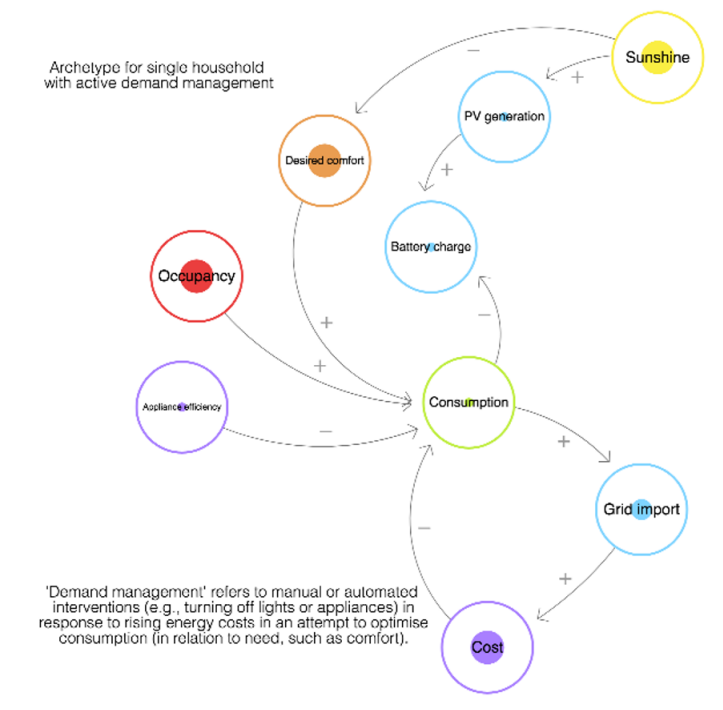 Archetype for single household
with active demand management
Sunshine
PV generation
Desired comfort
Battery charge
Occupancy
Appliance efficiency
Consumption
Grid import
Cost
−
+
+
−
+
+
−
+
−
+
'Demand management' refers to manual or automated
interventions (e.g., turning off lights or appliances) in
response to rising energy costs in an attempt to optimise
consumption (in relation to need, such as comfort).